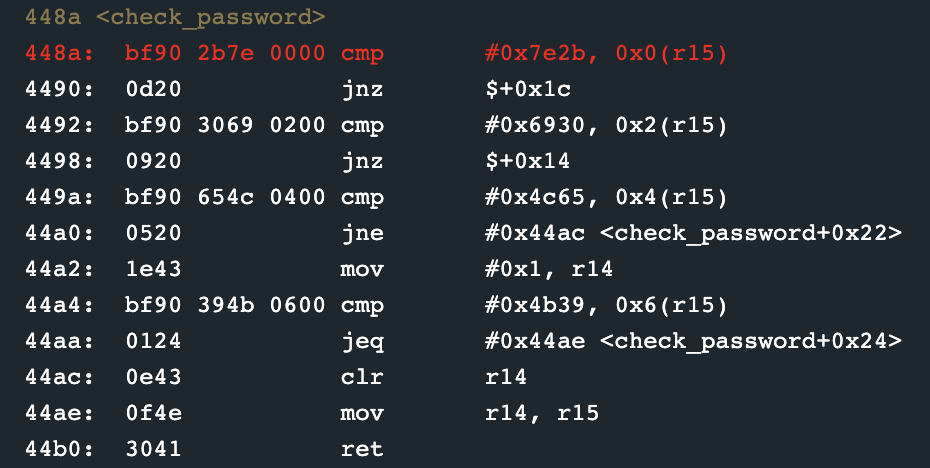 448a <check_password>
448a: bf90 2b7e 0000 cmp #0x7e2b, 0x0(r15)
4490: 0d20 jnz $+0x1c
4492: bf90 3069 0200 cmp #0x6930, 0x2(r15)
4498: 0920 jnz $+0x14
449a: bf90 654c 0400 cmp #0x4c65, 0x4(r15)
44a0: 0520 jne #0x44ac <check_password+0x22>
44a2: 1e43 mov #0x1, r14
44a4: bf90 394b 0600 cmp #0x4b39, 0x6(r15)
44aa: 0124 jeq #0x44ae <check_password+0x24>
44ac: 0e43 clr r14
44ae: 0f4e mov r14, r15
44b0: 3041 ret